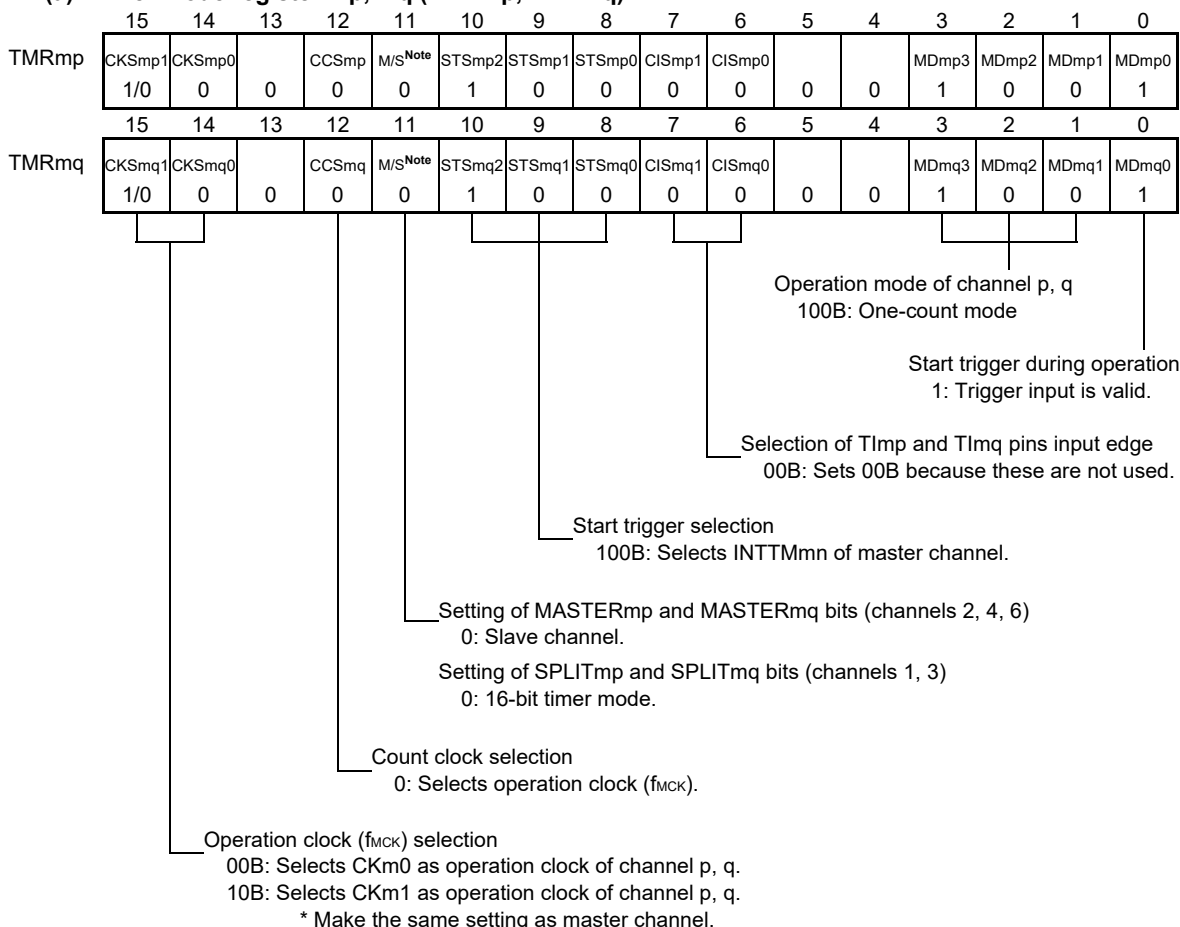 15 14 13 12 11 10 9 8 7 6 5 4 3 2 1 0
TMRmp CKSmp1 CKSmp0 CCSmp M/SNote STSmp2 STSmp1 STSmp0 CISmp1 CISmp0 MDmp3 MDmp2 MDmp1 MDmp0
1/0 0 0 0 0 1 0 0 0 0 0 0 1 0 0 1
15 14 13 12 11 10 9 8 7 6 5 4 3 2 1 0
TMRmq CKSmq1 CKSmq0 CCSmq M/SNote STSmq2 STSmq1 STSmq0 CISmq1 CISmq0 MDmq3 MDmq2 MDmq1 MDmq0
1/0 0 0 0 0 1 0 0 0 0 0 0 1 0 0 1
Operation mode of channel p, q
100B: One-count mode
Start trigger during operation
1: Trigger input is valid.
Selection of TImp and TImq pins input edge
00B: Sets 00B because these are not used.
Start trigger selection
100B: Selects INTTMmn of master channel.
Setting of MASTERmp and MASTERmq bits (channels 2, 4, 6)
0: Slave channel.
Setting of SPLITmp and SPLITmq bits (channels 1, 3)
0: 16-bit timer mode.
Count clock selection
0: Selects operation clock (fMCK).
Operation clock (fMCK) selection
00B: Selects CKm0 as operation clock of channel p, q.
10B: Selects CKm1 as operation clock of channel p, q.
* Make the same setting as master channel.